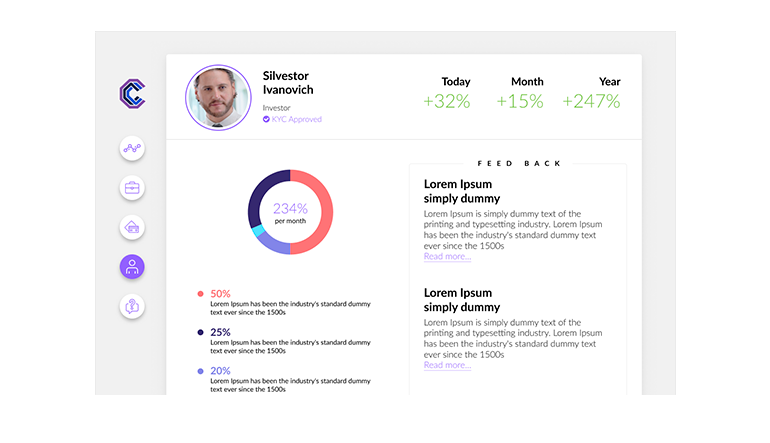 Silvestor
Ivanovich
Investor
KYC Approved
Today
+32%
Month
+15%
Year
+247%
234%
per month
50%
Lorem Ipsum has been the industry's standard dummy
text ever since the 1500s
25%
Lorem Ipsum has been the industry's standard dummy
text ever since the 1500s
20%
Lorem Ipsum has been the industry's standard dummy
text ever since the 1500s
FEED BACK
Lorem Ipsum
simply dummy
Lorem Ipsum is simply dummy text of the
printing and typesetting industry. Lorem Ipsum
has been the industry's standard dummy text
ever since the 1500s
Read more...
Lorem Ipsum
simply dummy
Lorem Ipsum is simply dummy text of the
printing and typesetting industry. Lorem Ipsum
has been the industry's standard dummy text
ever since the 1500s
Read more...